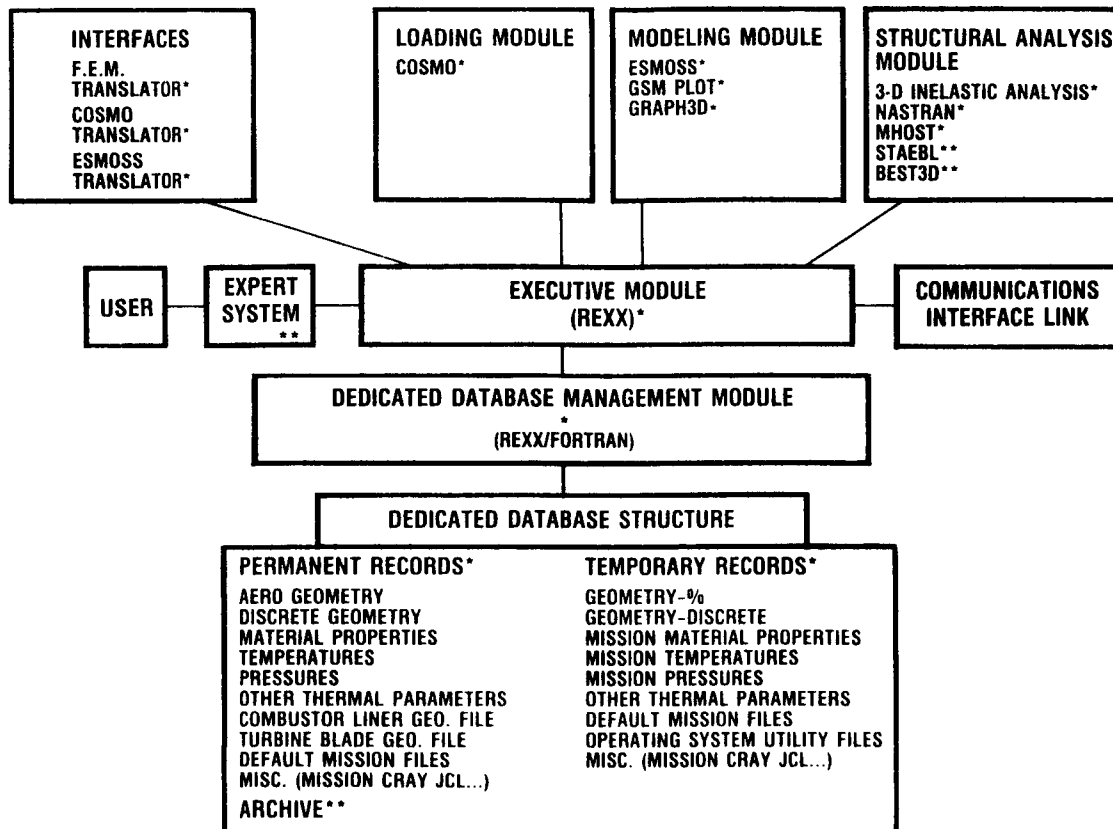 INTERFACES
F.E.M.
TRANSLATOR*
COSMO
TRANSLATOR*
ESMOSS
TRANSLATOR*
LOADING MODULE
COSMO*
MODELING MODULE
ESMOSS*
GSM PLOT*
GRAPH3D*
STRUCTURAL ANALYSIS
MODULE
3-D INELASTIC ANALYSIS*
NASTRAN*
MHOST*
STAEBL**
BEST3D**
USER
EXPERT
SYSTEM
**
EXECUTIVE MODULE
(REXX)*
COMMUNICATIONS
INTERFACE LINK
DEDICATED DATABASE MANAGEMENT MODULE
*
(REXX/FORTRAN)
DEDICATED DATABASE STRUCTURE
PERMANENT RECORDS*
AERO GEOMETRY
DISCRETE GEOMETRY
MATERIAL PROPERTIES
TEMPERATURES
PRESSURES
OTHER THERMAL PARAMETERS
COMBUSTOR LINER GEO. FILE
TURBINE BLADE GEO. FILE
DEFAULT MISSION FILES
MISC. (MISSION CRAY JCL...)
ARCHIVE**
TEMPORARY RECORDS*
GEOMETRY-%
GEOMETRY-DISCRETE
MISSION MATERIAL PROPERTIES
MISSION TEMPERATURES
MISSION PRESSURES
OTHER THERMAL PARAMETERS
DEFAULT MISSION FILES
OPERATING SYSTEM UTILITY FILES
MISC. (MISSION CRAY JCL...)